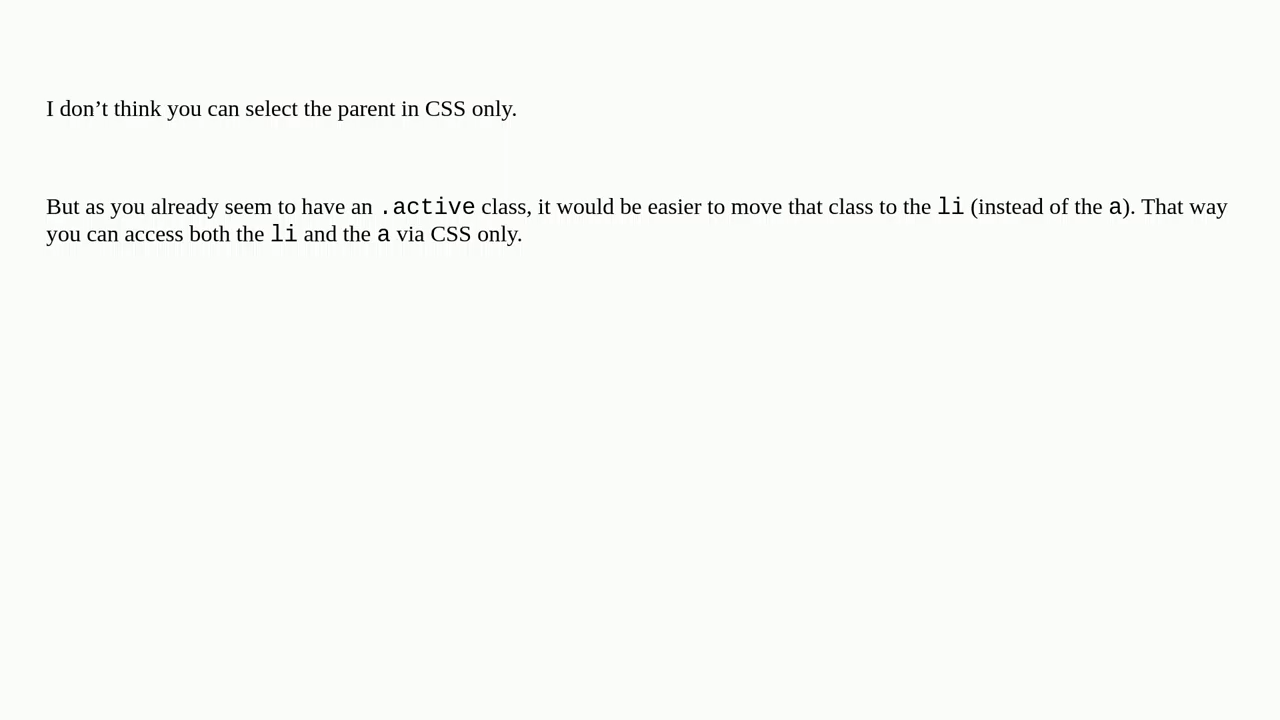 I don’t think you can select the parent in CSS only.
But as you already seem to have an .active class, it would be easier to move that class to the li (instead of the a). That way
you can access both the li and the a via CSS only.